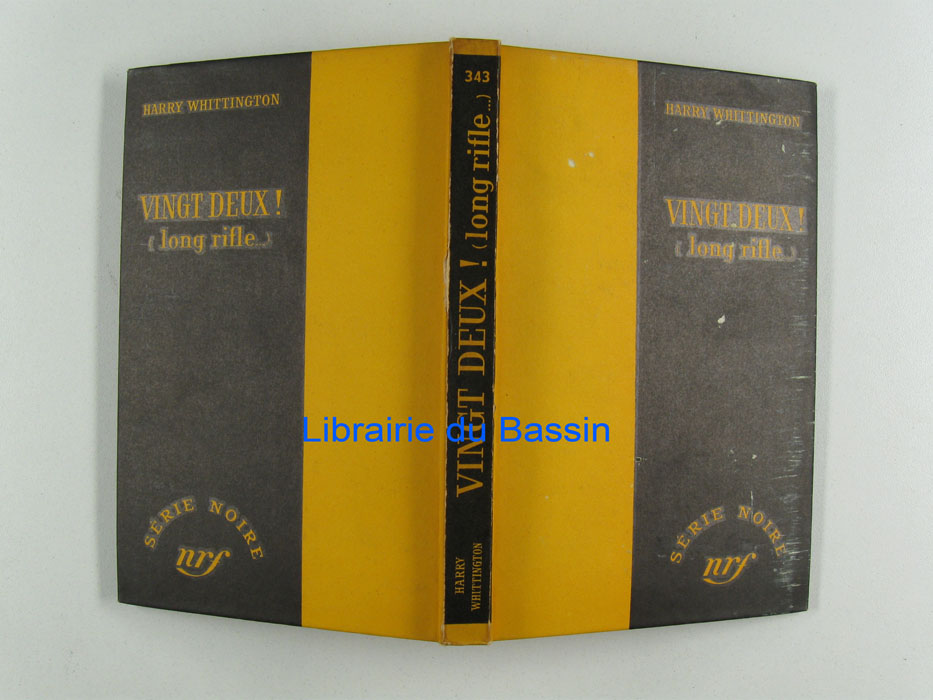 HARRY WHITTINGTON
VINGT DEUX !
( long rifle...)
SÉRIE NOIRE
nrf
343
VINGT DEUX ! (long rifle...)
HARRY
WHITTINGTON
HARRY WHITTINGTON
VINGT DEUX !
( long rifle...)
SÉRIE NOIRE
nrf
Librairie du Bassin